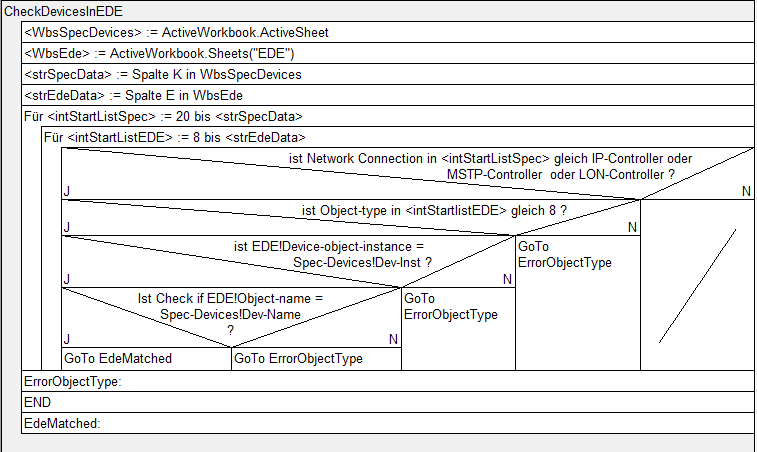 CheckDevicesInEDE
<WbsSpecDevices> := ActiveWorkbook.ActiveSheet
<WbsEde> := ActiveWorkbook.Sheets("EDE")
<strSpecData> := Spalte K in WbsSpecDevices
<strEdeData> := Spalte E in WbsEde
Für <intStartListSpec> := 20 bis <strSpecData>
Für <intStartListEDE> := 8 bis <strEdeData>
ist Network Connection in <intStartListSpec> gleich IP-Controller oder
MSTP-Controller oder LON-Controller ?
J
N
ist Object-type in <intStartlistEDE> gleich 8 ?
J
N
ist EDE!Device-object-instance =
Spec-Devices!Dev-Inst ?
J
N
GoTo
ErrorObjectType
Ist Check if EDE!Object-name =
Spec-Devices!Dev-Name
?
J
N
GoTo
ErrorObjectType
GoTo EdeMatched
GoTo ErrorObjectType
ErrorObjectType:
END
EdeMatched: